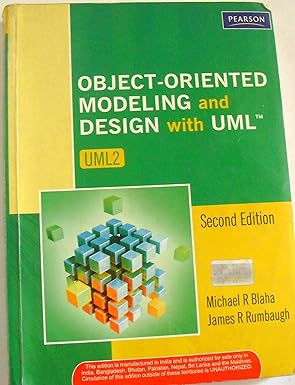 PEARSON
OBJECT-ORIENTED
MODELING and
DESIGN with UML™
UML2
Second Edition
Michael R Blaha
James R Rumbaugh
This edition is manufactured in India and is authorized for sale only in
India, Bangladesh, Bhutan, Pakistan, Nepal, Sri Lanka and the Maldives.
Circulation of this edition outside of these territories is UNAUTHORIZED.